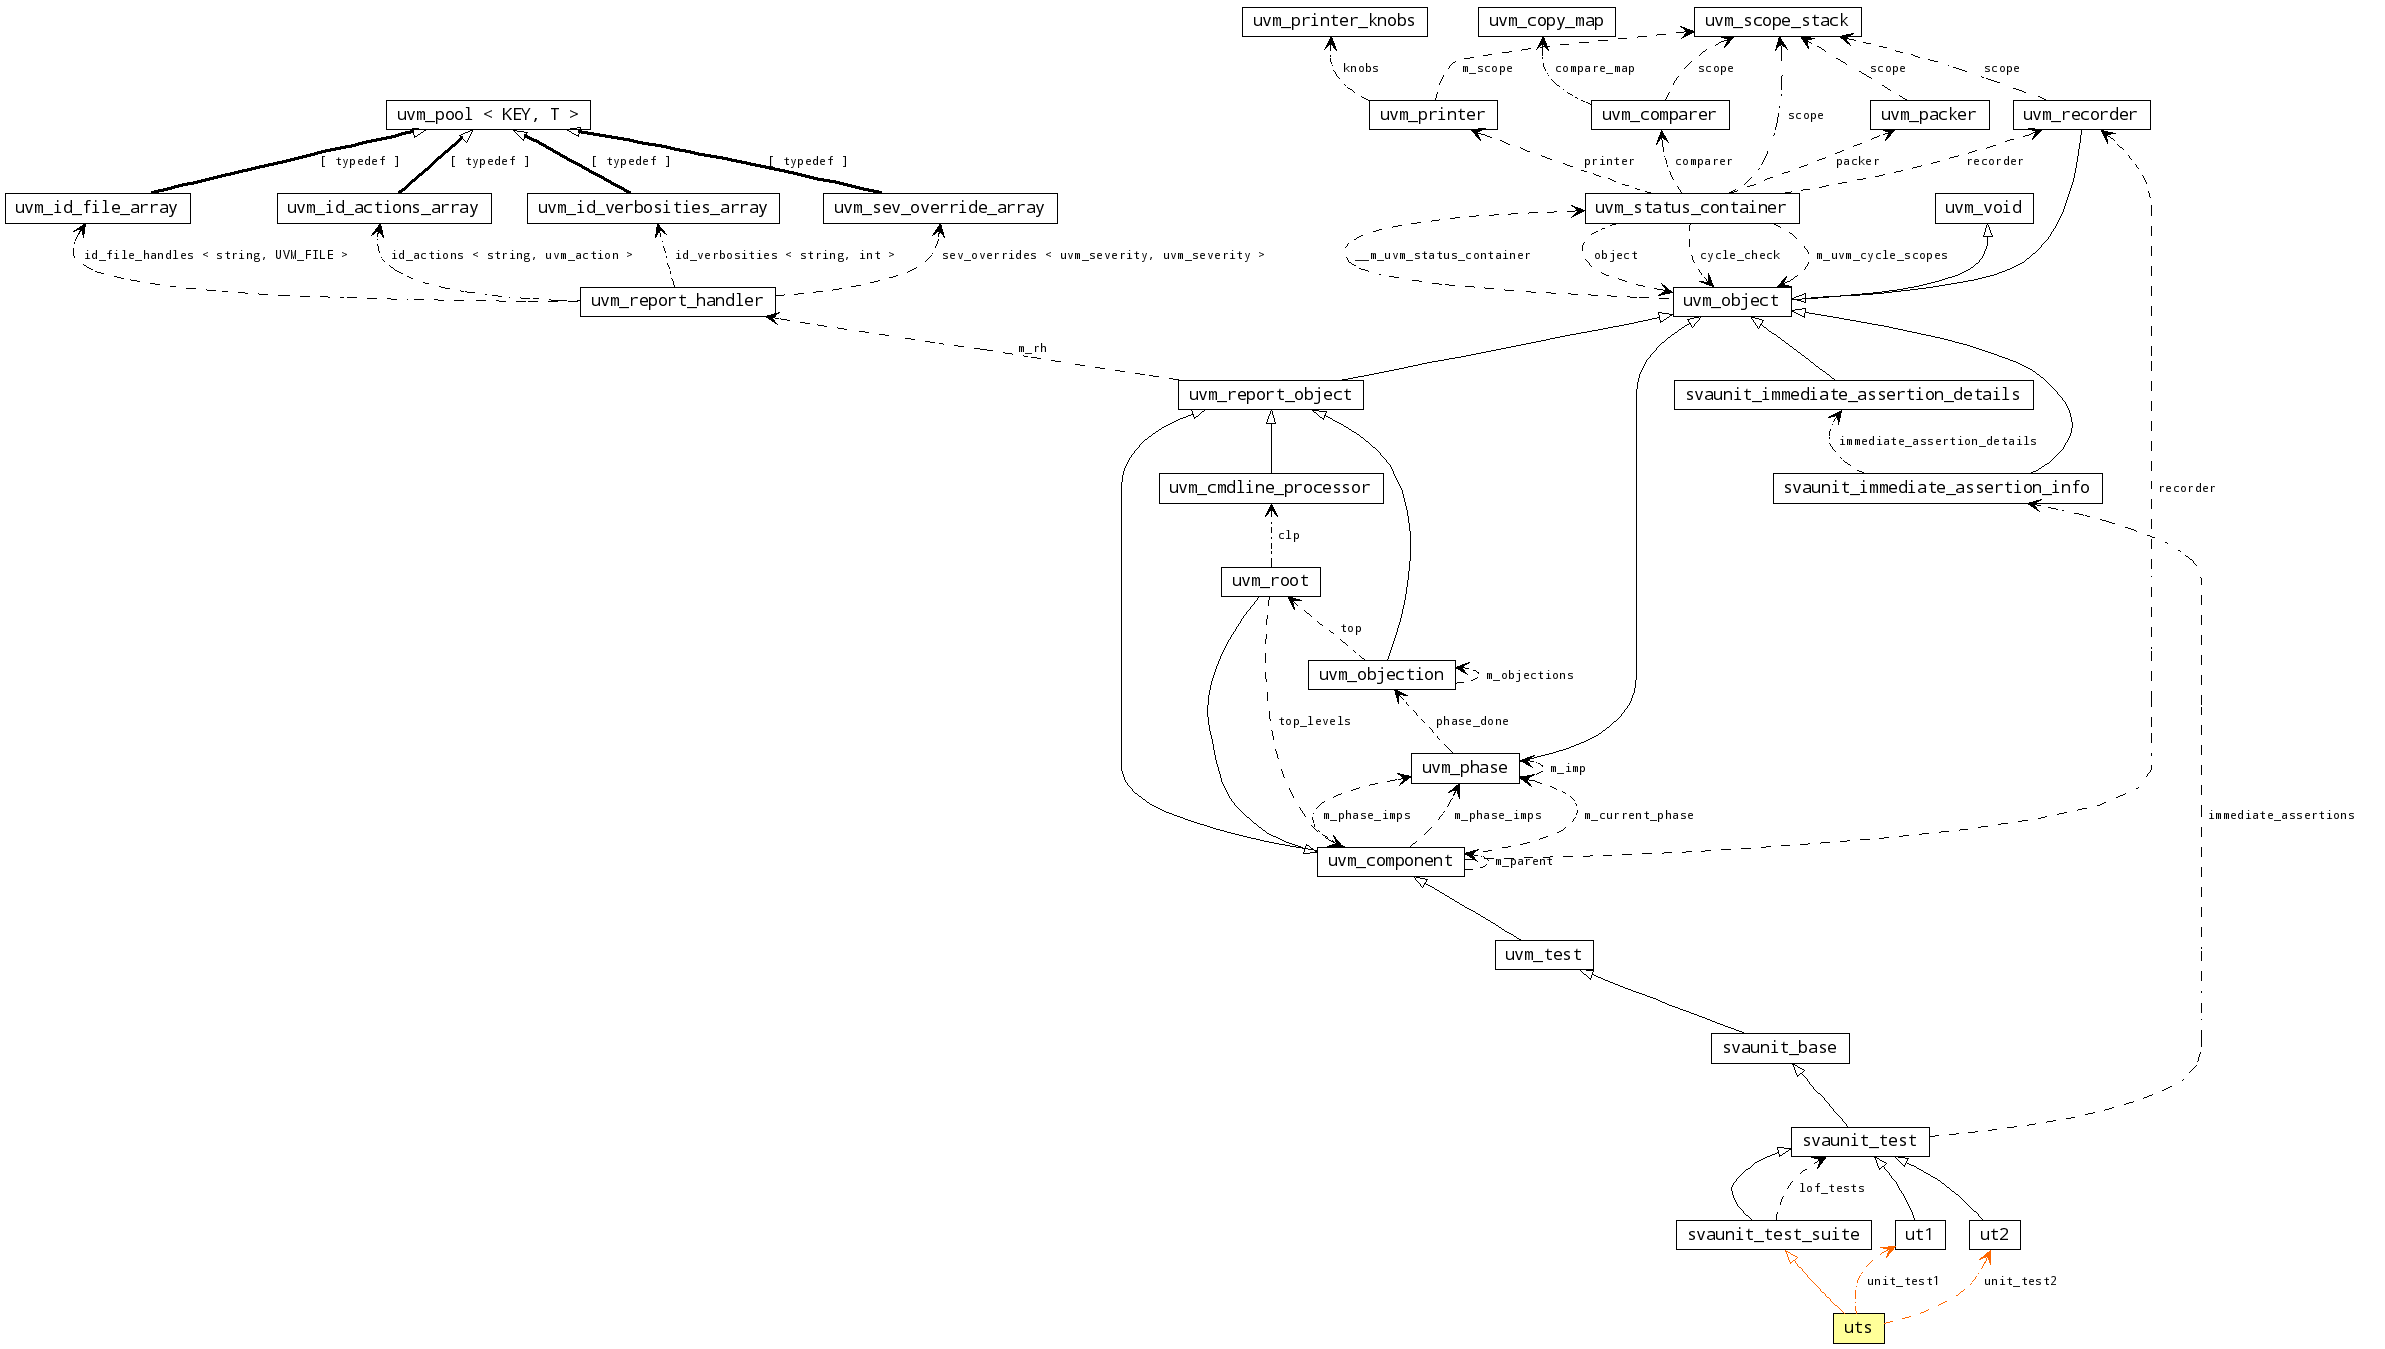 uvm_printer_knobs
uvm_copy_map
uvm_scope_stack
knobs
m_scope
compare_map
scope
scope
scope
uvm_pool < KEY, T >
uvm_printer
uvm_comparer
scope
uvm_packer
uvm_recorder
[ typedef ]
[ typedef ]
[ typedef ]
[ typedef ]
printer
comparer
packer
recorder
uvm_id_file_array
uvm_id_actions_array
uvm_id_verbosities_array
uvm_sev_override_array
uvm_status_container
uvm_void
id_file_handles < string, UVM_FILE >
id_actions < string, uvm_action >
id_verbosities < string, int >
sev_overrides < uvm_severity, uvm_severity >
__m_uvm_status_container
object
cycle_check
m_uvm_cycle_scopes
uvm_report_handler
uvm_object
m_rh
uvm_report_object
svaunit_immediate_assertion_details
immediate_assertion_details
uvm_cmdline_processor
svaunit_immediate_assertion_info
recorder
clp
uvm_root
top
uvm_objection
m_objections
top_levels
phase_done
uvm_phase
m_imp
m_phase_imps
m_phase_imps
m_current_phase
immediate_assertions
uvm_component
m_parent
uvm_test
svaunit_base
svaunit_test
lof_tests
svaunit_test_suite
ut1
ut2
unit_test1
unit_test2
uts